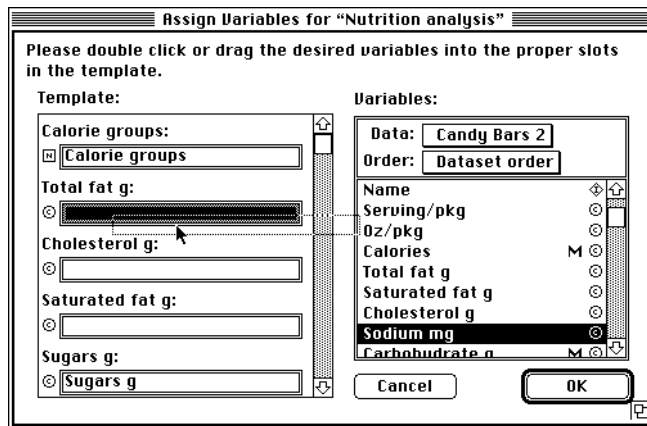 Assign Variables for “Nutrition analysis”
Please double click or drag the desired variables into the proper slots
in the template.
Template:
Calorie groups:
N Calorie groups
Total fat g:
C
Cholesterol g:
C
Saturated fat g:
C
Sugars g:
C Sugars g
Variables:
Data: Candy Bars 2
Order: Dataset order
Name
Serving/pkg C
Oz/pkg C
Calories M C
Total fat g C
Saturated fat g C
Cholesterol g C
Sodium mg C
Carbohydrate g M C
Cancel
OK